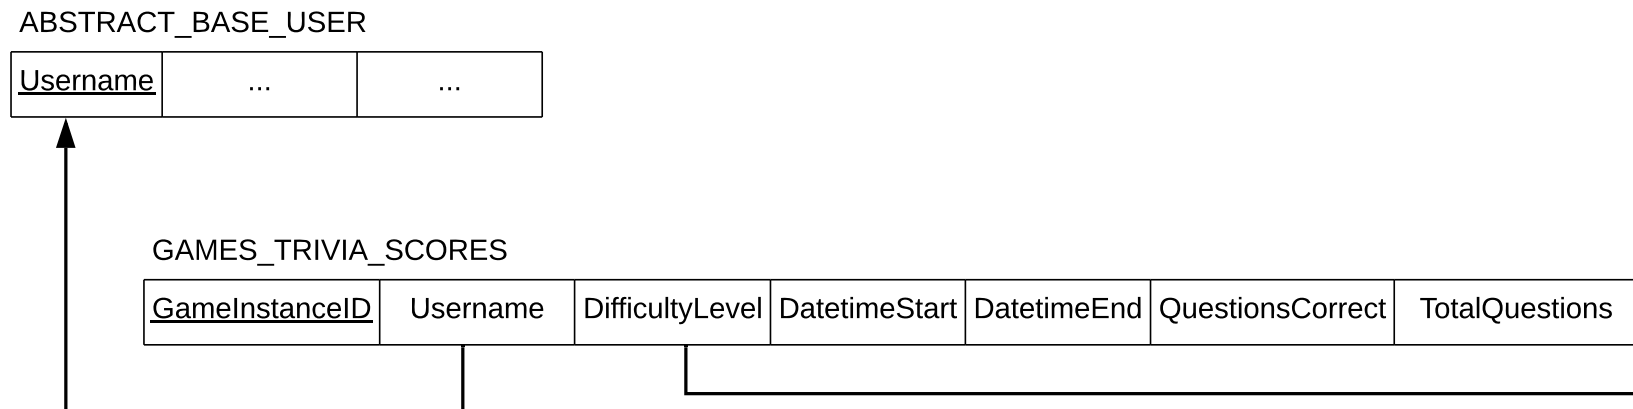 ABSTRACT_BASE_USER
Username ... ...
GAMES_TRIVIA_SCORES
GameInstanceID Username DifficultyLevel DatetimeStart DatetimeEnd QuestionsCorrect TotalQuestions